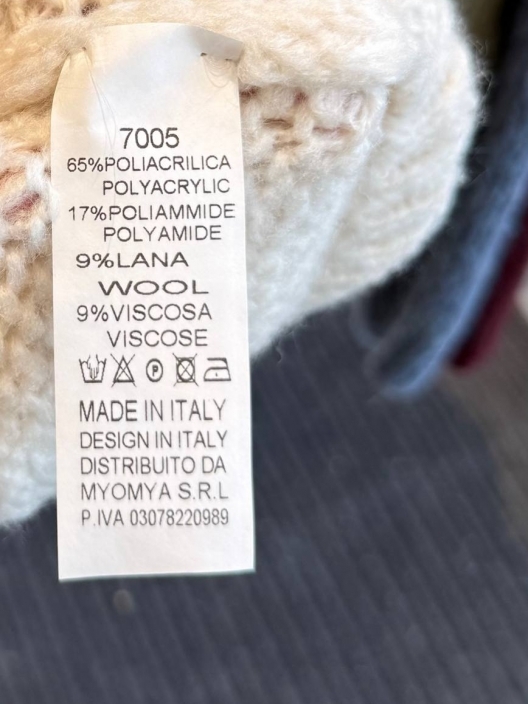 7005
65%POLIACRILICA
POLYACRYLIC
17%POLIAMMIDE
POLYAMIDE
9%LANA
WOOL
9%VISCOSA
VISCOSE
P
MADE IN ITALY
DESIGN IN ITALY
DISTRIBUITO DA
MYOMYA S.R.L
P.IVA 03078220989